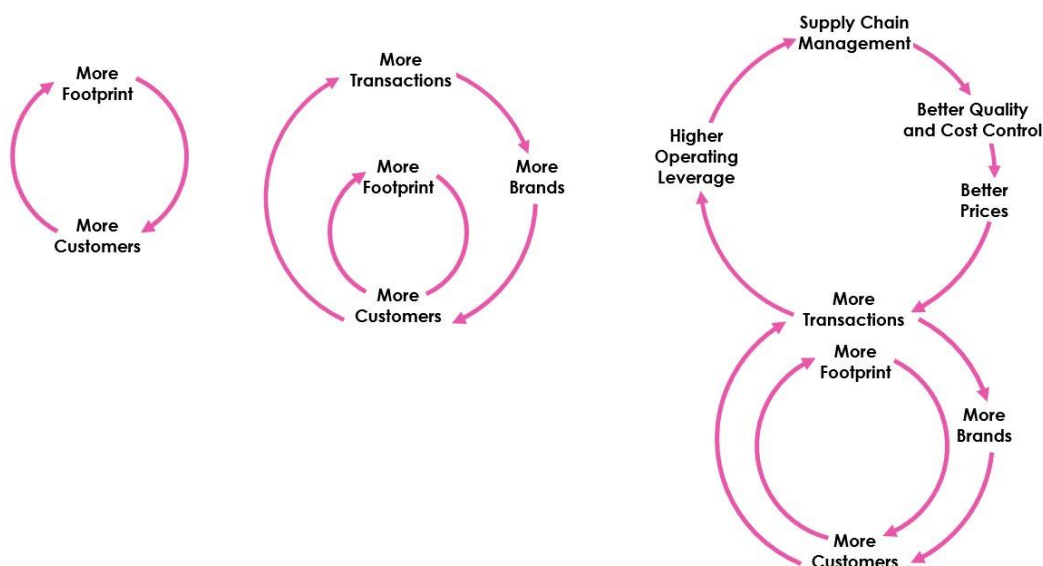 More
Footprint
More
Customers
More
Transactions
More
Footprint
More
Brands
More
Customers
Supply Chain
Management
Better Quality
and Cost Control
Higher
Operating
Leverage
Better
Prices
More
Transactions
More
Footprint
More
Brands
More
Customers